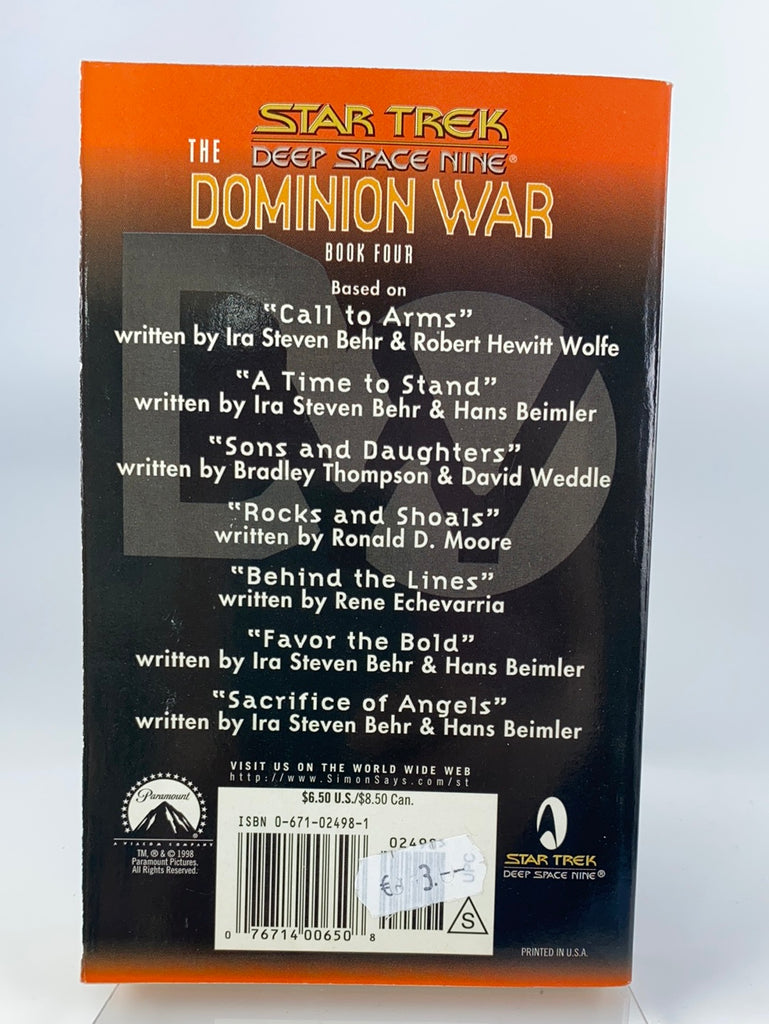 STAR TREK
DEEP SPACE NINE®
THE
DOMINION WAR
BOOK FOUR
Based on
"Call to Arms"
written by Ira Steven Behr & Robert Hewitt Wolfe
"A Time to Stand"
written by Ira Steven Behr & Hans Beimler
"Sons and Daughters"
written by Bradley Thompson & David Weddle
"Rocks and Shoals"
written by Ronald D. Moore
"Behind the Lines"
written by Rene Echevarria
"Favor the Bold"
written by Ira Steven Behr & Hans Beimler
"Sacrifice of Angels"
written by Ira Steven Behr & Hans Beimler
VISIT US ON THE WORLD WIDE WEB
http://www.SimonSays.com/st
$6.50 U.S./$8.50 Can.
ISBN 0-671-02498-1
02498
€ 3.--
UPC
S
0 76714 00650 8
Paramount
A VIACOM COMPANY
TM, ® & © 1998
Paramount Pictures.
All Rights Reserved.
STAR TREK
DEEP SPACE NINE®
PRINTED IN U.S.A.